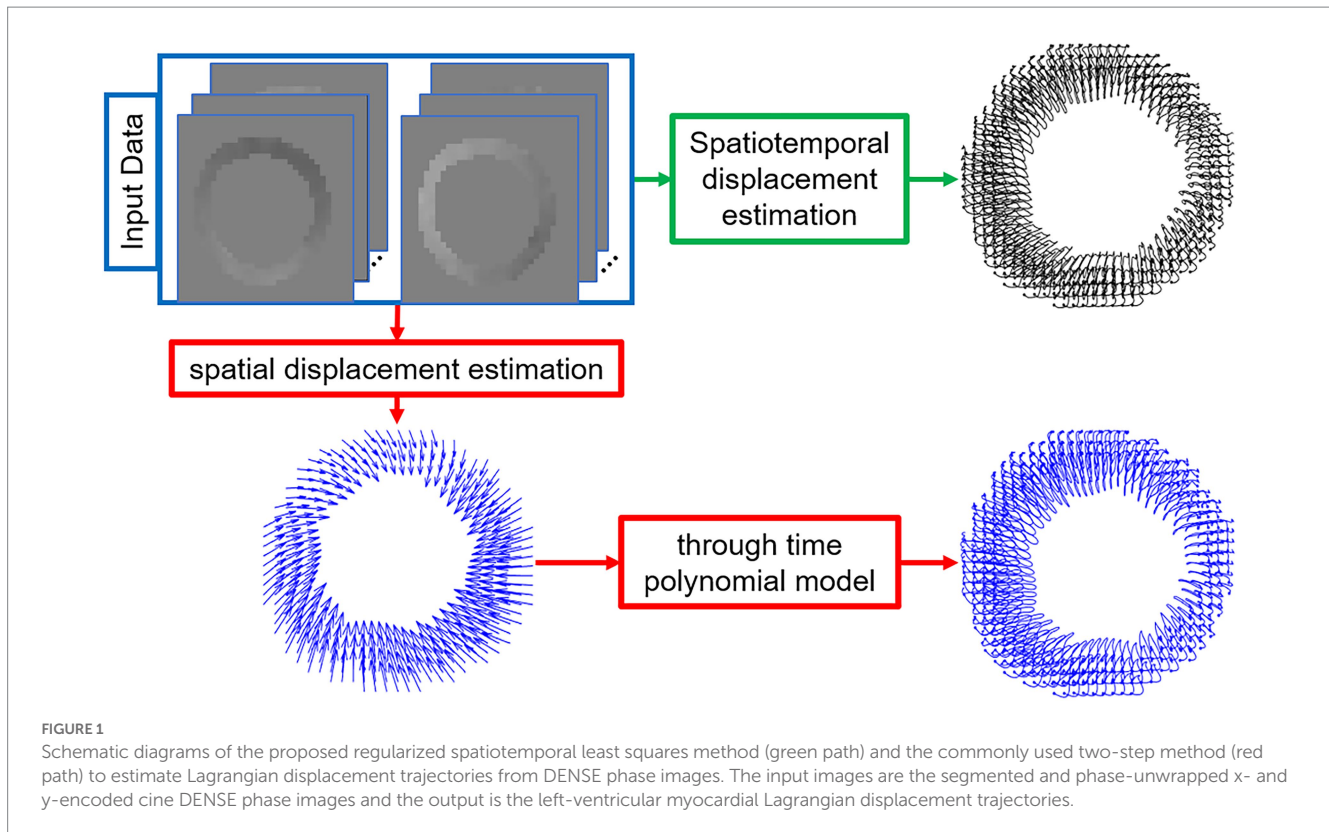 Input Data
Spatiotemporal
displacement
estimation
spatial displacement estimation
through time
polynomial model
FIGURE 1
Schematic diagrams of the proposed regularized spatiotemporal least squares method (green path) and the commonly used two-step method (red
path) to estimate Lagrangian displacement trajectories from DENSE phase images. The input images are the segmented and phase-unwrapped x- and
y-encoded cine DENSE phase images and the output is the left-ventricular myocardial Lagrangian displacement trajectories.